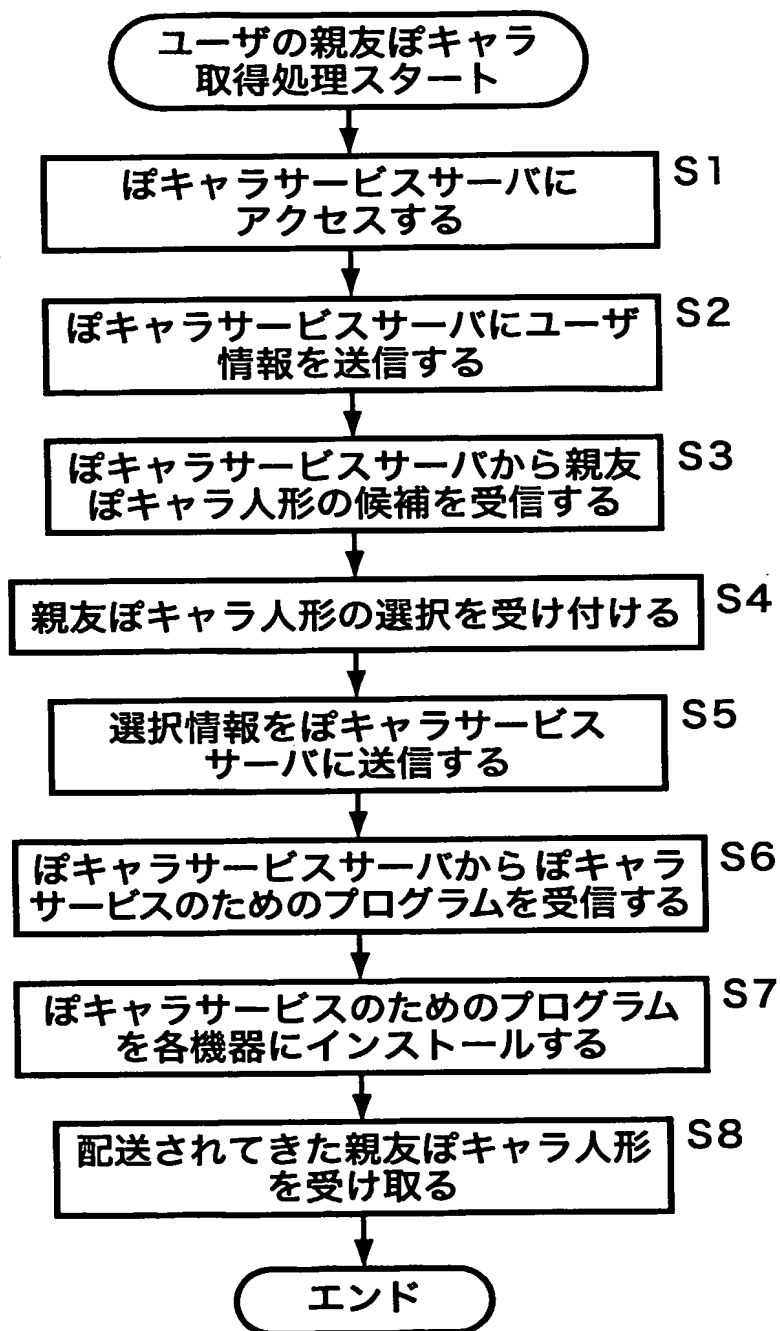 ユーザの親友ぽキャラ
取得処理スタート
ぽキャラサービスサーバに
アクセスする
S1
ぽキャラサービスサーバにユーザ
情報を送信する
S2
ぽキャラサービスサーバから親友
ぽキャラ人形の候補を受信する
S3
親友ぽキャラ人形の選択を受け付ける
S4
選択情報をぽキャラサービス
サーバに送信する
S5
ぽキャラサービスサーバからぽキャラ
サービスのためのプログラムを受信する
S6
ぽキャラサービスのためのプログラム
を各機器にインストールする
S7
配送されてきた親友ぽキャラ人形
を受け取る
S8
エンド